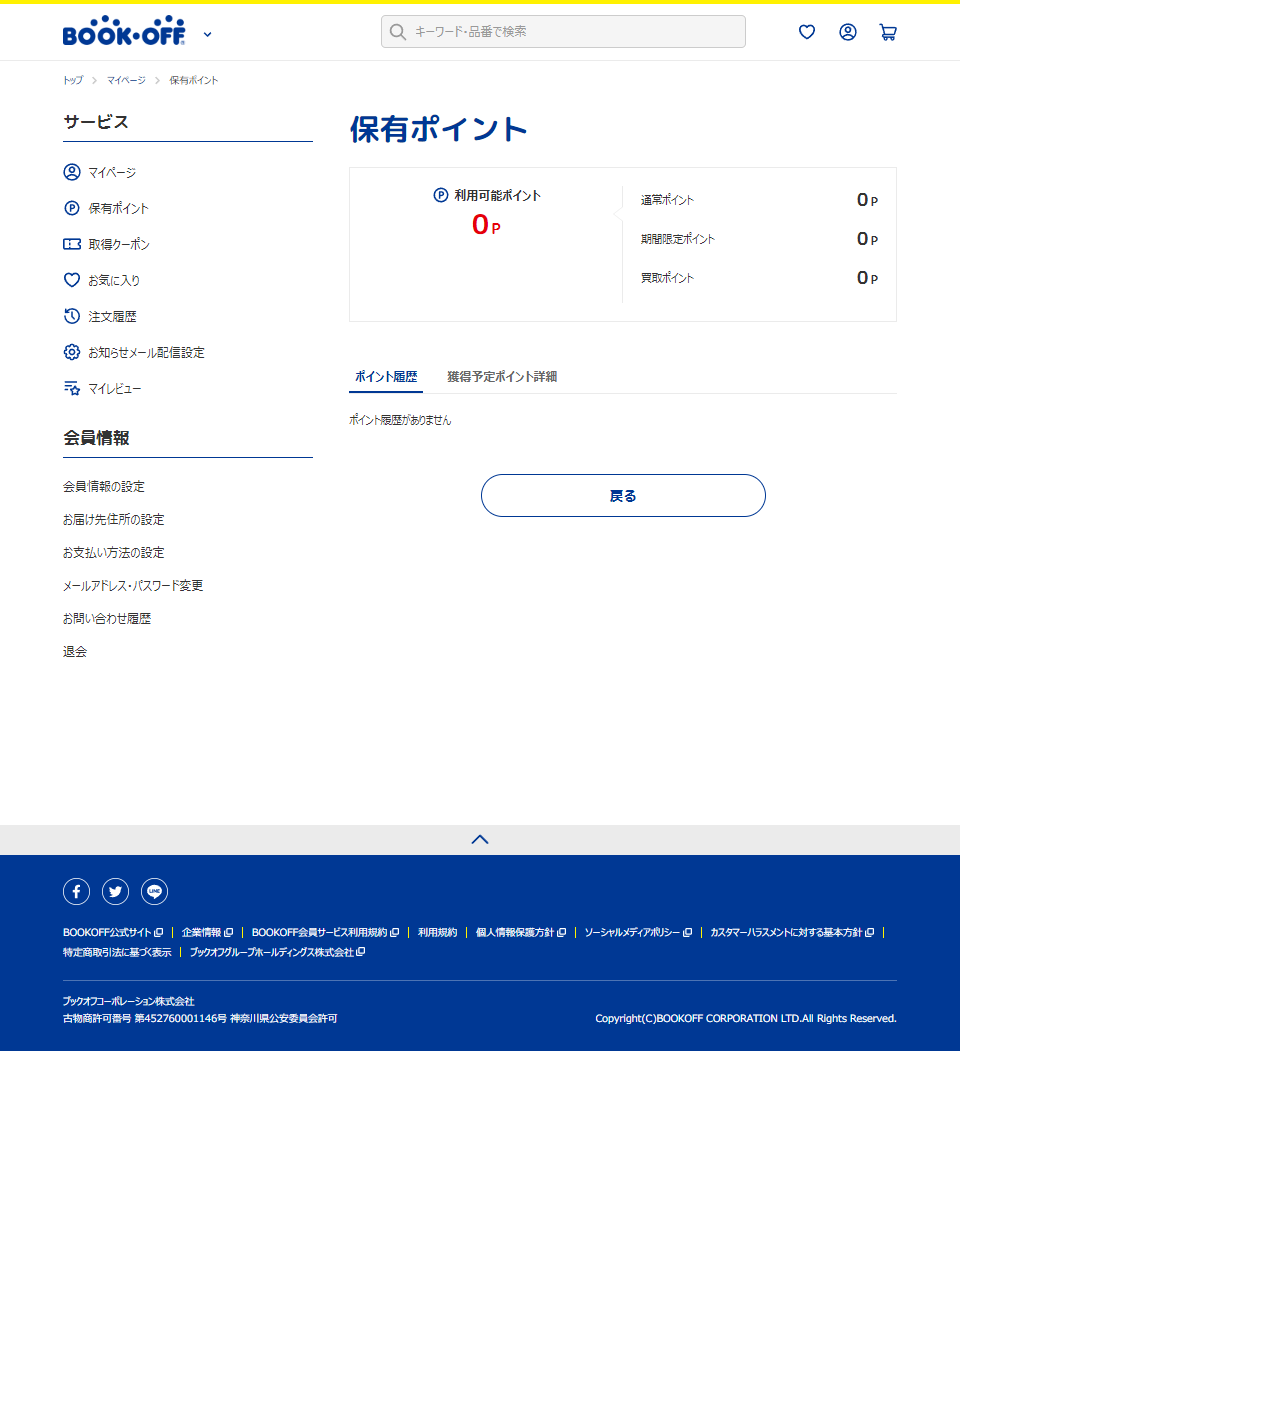 BOOK・OFF
キーワード・品番で検索
トップ マイページ 保有ポイント
サービス
マイページ
保有ポイント
取得クーポン
お気に入り
注文履歴
お知らせメール配信設定
マイレビュー
会員情報
会員情報の設定
お届け先住所の設定
お支払い方法の設定
メールアドレス・パスワード変更
お問い合わせ履歴
退会
保有ポイント
利用可能ポイント
0 P
通常ポイント 0 P
期間限定ポイント 0 P
買取ポイント 0 P
ポイント履歴 獲得予定ポイント詳細
ポイント履歴がありません
戻る
LINE
BOOKOFF公式サイト 企業情報 BOOKOFF会員サービス利用規約 利用規約 個人情報保護方針 ソーシャルメディアポリシー カスタマーハラスメントに対する基本方針
特定商取引法に基づく表示 ブックオフグループホールディングス株式会社
ブックオフコーポレーション株式会社
古物商許可番号 第452760001146号 神奈川県公安委員会許可
Copyright(C)BOOKOFF CORPORATION LTD.All Rights Reserved.